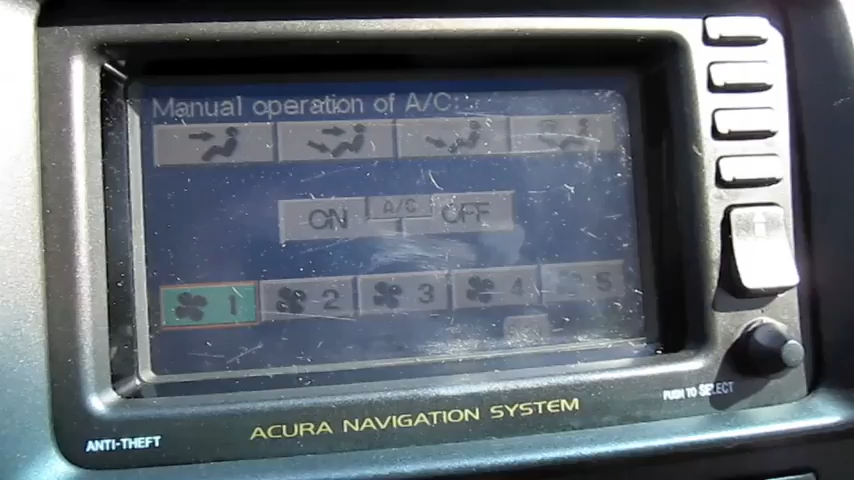 Manual operation of A/C:
ON A/C OFF
1 2 3 4 5
PUSH TO SELECT
ACURA NAVIGATION SYSTEM
ANTI-THEFT